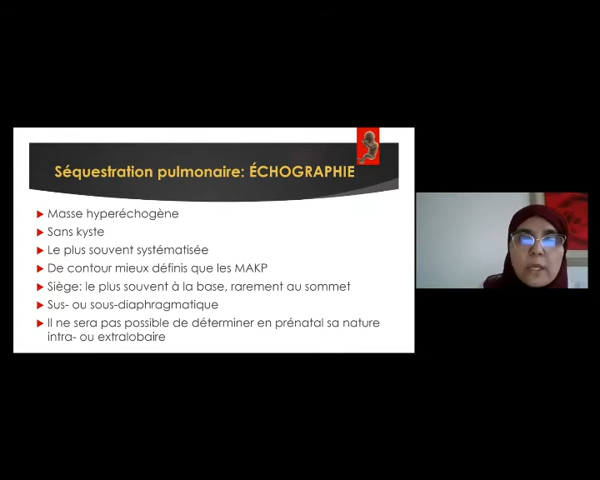 Séquestration pulmonaire: ÉCHOGRAPHIE
Masse hyperéchogène
Sans kyste
Le plus souvent systématisée
De contour mieux définis que les MAKP
Siège: le plus souvent à la base, rarement au sommet
Sus- ou sous-diaphragmatique
Il ne sera pas possible de déterminer en prénatal sa nature
intra- ou extralobaire